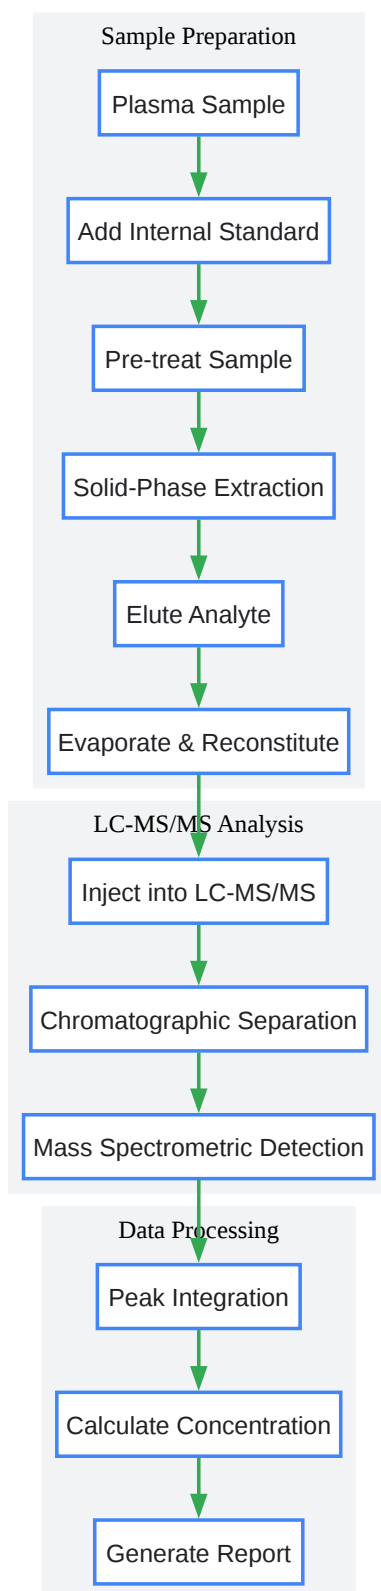 Sample Preparation
Plasma Sample
Add Internal Standard
Pre-treat Sample
Solid-Phase Extraction
Elute Analyte
Evaporate & Reconstitute
LC-MS/MS Analysis
Inject into LC-MS/MS
Chromatographic Separation
Mass Spectrometric Detection
Data Processing
Peak Integration
Calculate Concentration
Generate Report